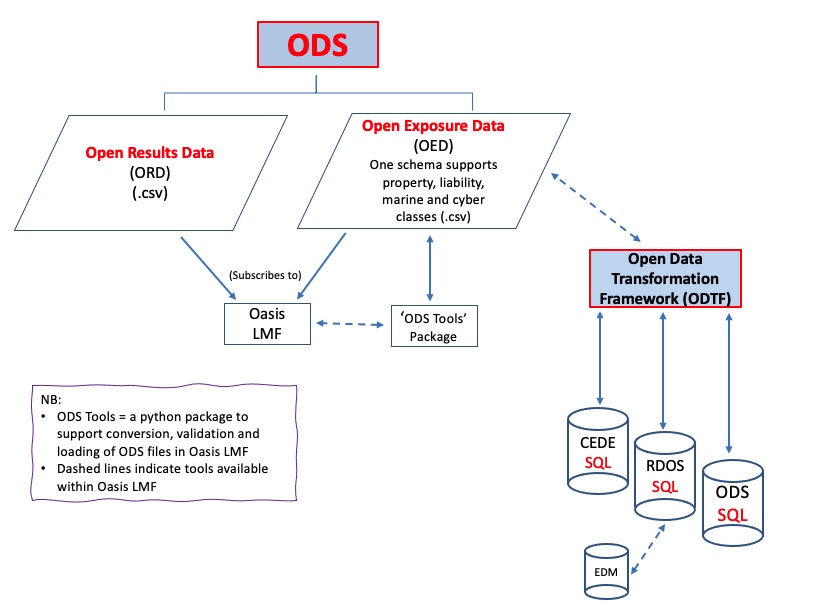 ODS
Open Results Data
(ORD)
(.csv)
Open Exposure Data
(OED)
One schema supports
property, liability,
marine and cyber
classes (.csv)
(Subscribes to)
Oasis
LMF
‘ODS Tools’
Package
Open Data
Transformation
Framework (ODTF)
CEDE
SQL
RDOS
SQL
ODS
SQL
EDM
NB:
• ODS Tools = a python package to
support conversion, validation and
loading of ODS files in Oasis LMF
• Dashed lines indicate tools available
within Oasis LMF